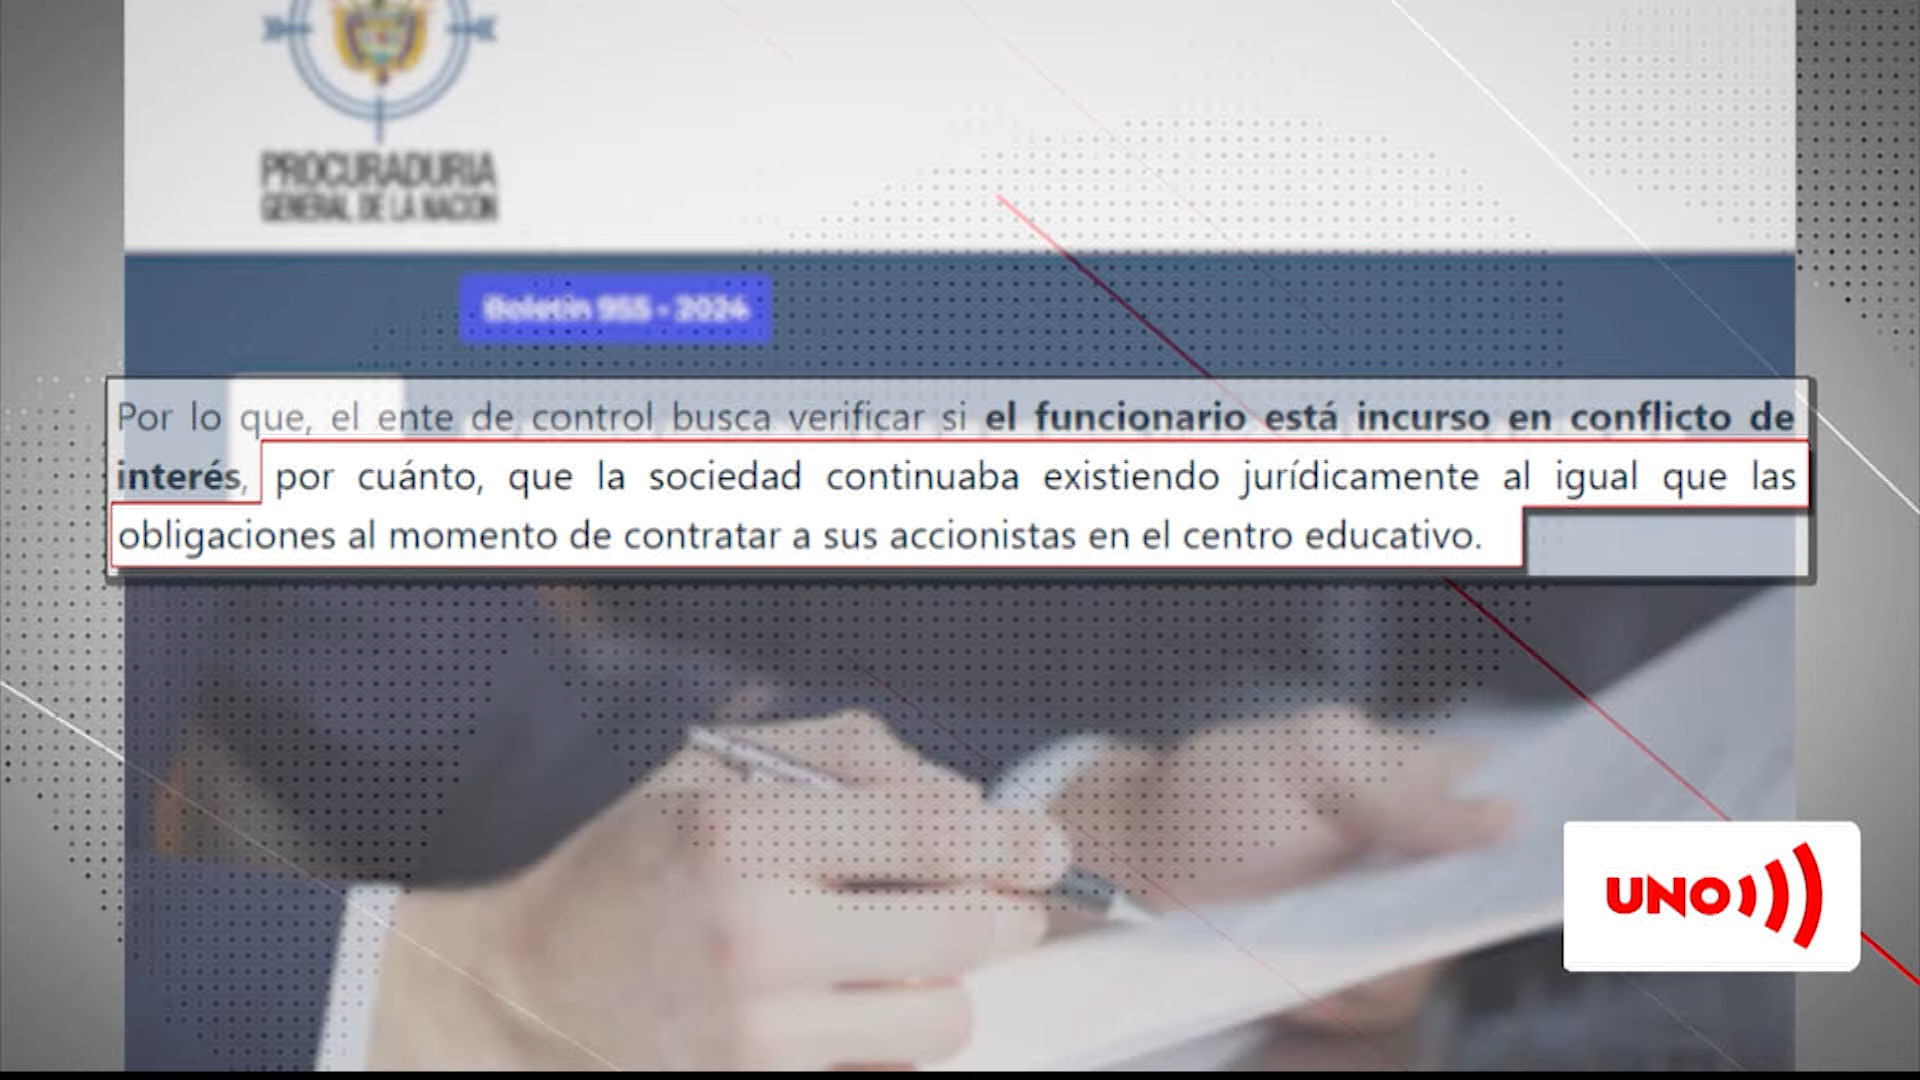 PROCURADURIA
GENERAL DE LA NACION
Boletín 955 - 2024
Por lo que, el ente de control busca verificar si el funcionario está incurso en conflicto de
interés, por cuánto, que la sociedad continuaba existiendo jurídicamente al igual que las
obligaciones al momento de contratar a sus accionistas en el centro educativo.
UNO